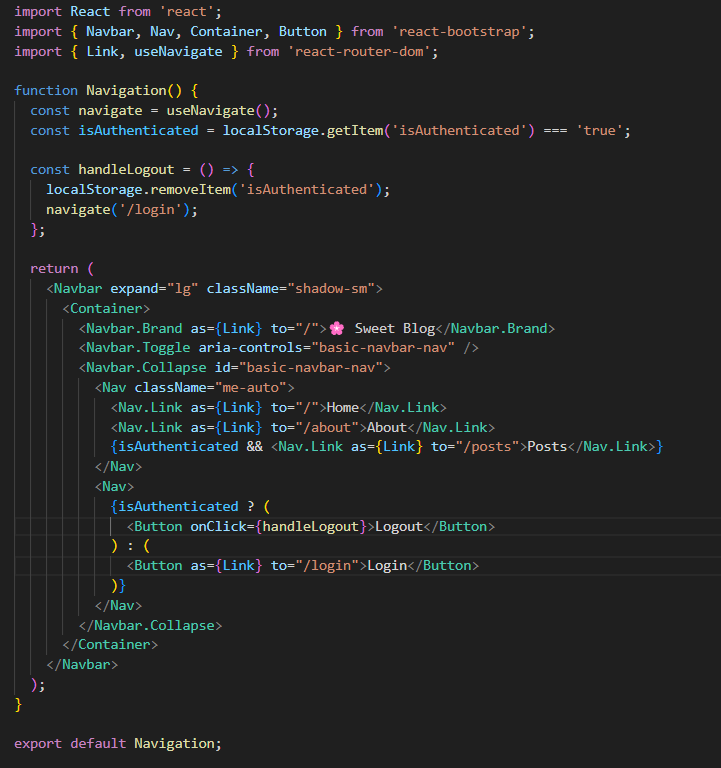 import React from 'react';
import { Navbar, Nav, Container, Button } from 'react-bootstrap';
import { Link, useNavigate } from 'react-router-dom';

function Navigation() {
  const navigate = useNavigate();
  const isAuthenticated = localStorage.getItem('isAuthenticated') === 'true';

  const handleLogout = () => {
    localStorage.removeItem('isAuthenticated');
    navigate('/login');
  };

  return (
    <Navbar expand="lg" className="shadow-sm">
      <Container>
        <Navbar.Brand as={Link} to="/">🌸 Sweet Blog</Navbar.Brand>
        <Navbar.Toggle aria-controls="basic-navbar-nav" />
        <Navbar.Collapse id="basic-navbar-nav">
          <Nav className="me-auto">
            <Nav.Link as={Link} to="/">Home</Nav.Link>
            <Nav.Link as={Link} to="/about">About</Nav.Link>
            {isAuthenticated && <Nav.Link as={Link} to="/posts">Posts</Nav.Link>}
          </Nav>
          <Nav>
            {isAuthenticated ? (
              <Button onClick={handleLogout}>Logout</Button>
            ) : (
              <Button as={Link} to="/login">Login</Button>
            )}
          </Nav>
        </Navbar.Collapse>
      </Container>
    </Navbar>
  );
}

export default Navigation;